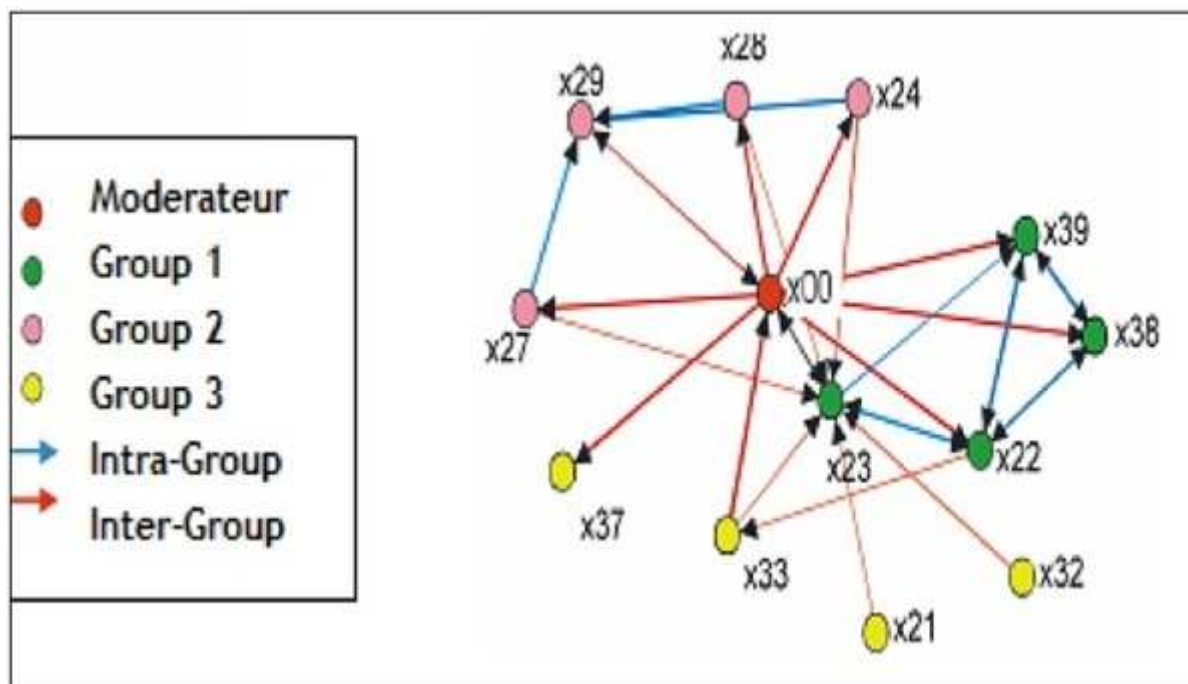 Moderateur
Group 1
Group 2
Group 3
Intra-Group
Inter-Group
x28
x29
x24
x39
x00
x38
x27
x23
x22
x37
x33
x32
x21